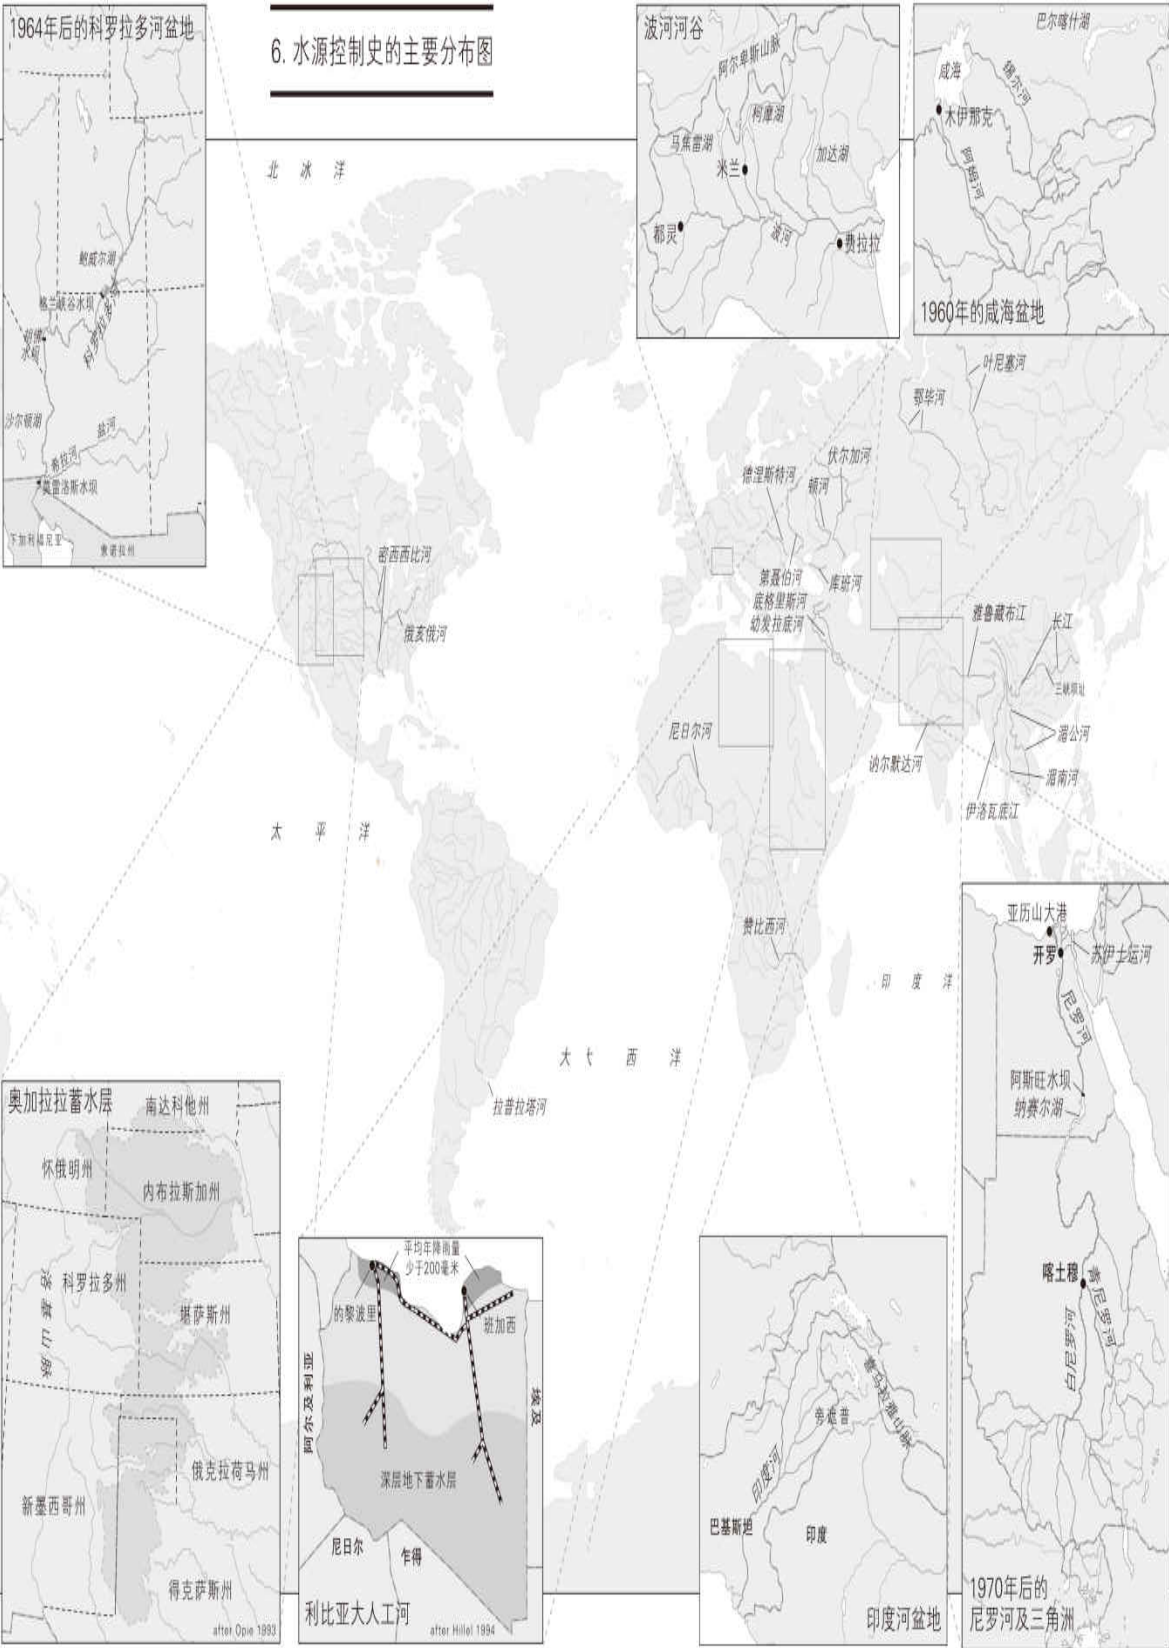 1964年后的科罗拉多河盆地
鲍威尔湖
格兰峡谷水坝
科罗拉多河
胡佛
水坝
沙尔顿湖
盐河
希拉河
莫雷洛斯水坝
下加利福尼亚
索诺拉州
6. 水源控制史的主要分布图
波河河谷
阿尔卑斯山脉
柯摩湖
马焦雷湖
加达湖
米兰
都灵
波河
费拉拉
巴尔喀什湖
咸海
锡尔河
木伊那克
阿姆河
1960年的咸海盆地
北冰洋
叶尼塞河
鄂毕河
伏尔加河
德涅斯特河
顿河
密西西比河
俄亥俄河
第聂伯河
底格里斯河
幼发拉底河
库班河
雅鲁藏布江
长江
三峡坝址
尼日尔河
讷尔默达河
湄公河
湄南河
伊洛瓦底江
太平洋
赞比西河
印度洋
大七西洋
拉普拉塔河
奥加拉拉蓄水层
南达科他州
怀俄明州
内布拉斯加州
科罗拉多州
堪萨斯州
俄克拉荷马州
新墨西哥州
得克萨斯州
after Opie 1993
平均年降雨量
少于200毫米
的黎波里
班加西
阿尔及利亚
埃及
深层地下蓄水层
尼日尔
乍得
利比亚大人工河
after Hillel 1994
喜马拉雅山脉
旁遮普
印度河
巴基斯坦
印度
印度河盆地
亚历山大港
开罗
苏伊士运河
尼罗河
阿斯旺水坝
纳赛尔湖
喀土穆
青尼罗河
白尼罗河
1970年后的
尼罗河及三角洲